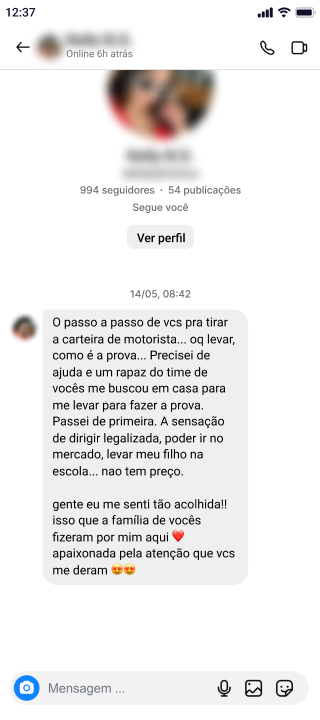 12:37
Online 6h atrás
994 seguidores · 54 publicações
Segue você
Ver perfil
14/05, 08:42
O passo a passo de vcs pra tirar
a carteira de motorista... oq levar,
como é a prova... Precisei de
ajuda e um rapaz do time de
vocês me buscou em casa para
me levar para fazer a prova.
Passei de primeira. A sensação
de dirigir legalizada, poder ir no
mercado, levar meu filho na
escola... nao tem preço.
gente eu me senti tão acolhida!!
isso que a família de vocês
fizeram por mim aqui ❤️
apaixonada pela atenção que vcs
me deram 😍😍
Mensagem ...